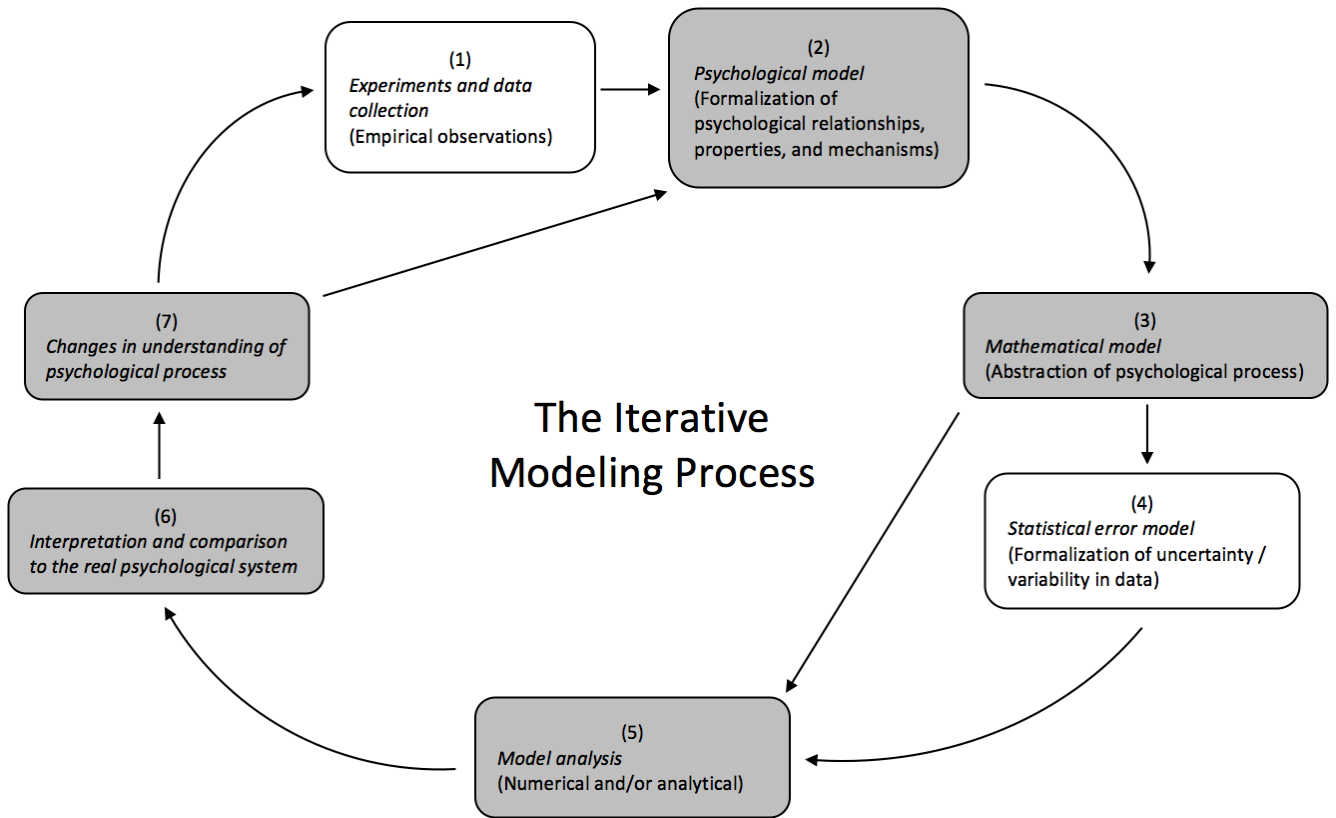 (1)
Experiments and data
collection
(Empirical observations)
(2)
Psychological model
(Formalization of
psychological relationships,
properties, and mechanisms)
(3)
Mathematical model
(Abstraction of psychological process)
(4)
Statistical error model
(Formalization of uncertainty /
variability in data)
(5)
Model analysis
(Numerical and/or analytical)
(6)
Interpretation and comparison
to the real psychological system
(7)
Changes in understanding of
psychological process
The Iterative
Modeling Process